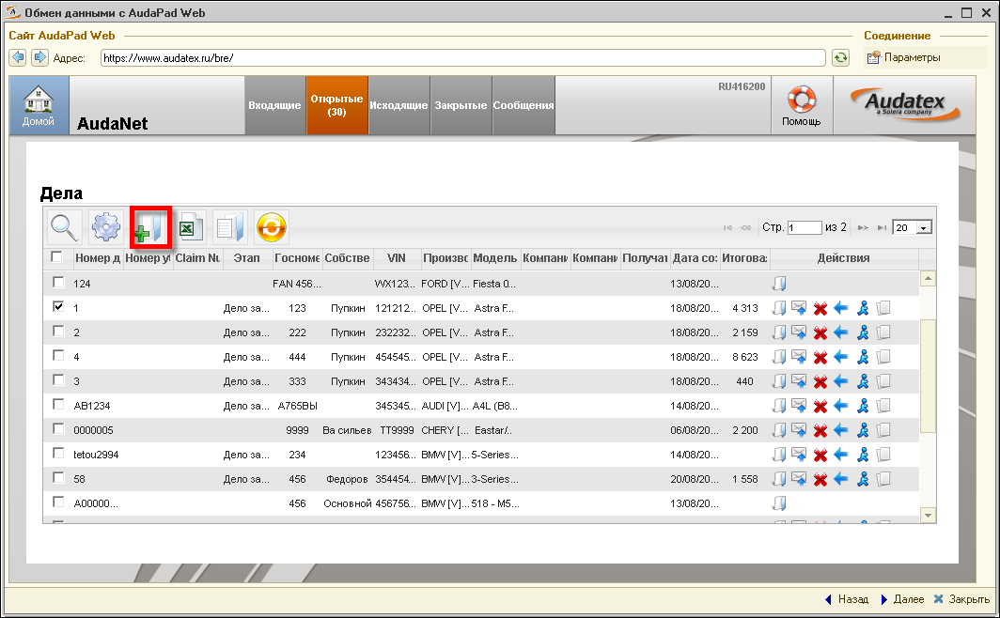 Обмен данными с AudaPad Web
Сайт AudaPad Web
Соединение
Адрес: https://www.audatex.ru/bre/
Параметры
Домой
AudaNet
Входящие
Открытые (30)
Исходящие
Закрытые
Сообщения
RU416200
Помощь
Audatex
a Solera company
Дела
Стр. 1 из 2 20
Номер д Номер у Claim Nu Этап Госноме Собстве VIN Произво Модель Компани Компани Получат Дата со: Итогова: Действия
124 FAN 456... WX123... FORD [V... Fiesta 0... 13/08/20...
1 Дело за... 123 Пупкин 121212... OPEL [V... Astra F... 18/08/20... 4 313
2 Дело за... 222 Пупкин 232232... OPEL [V... Astra F... 18/08/20... 2 159
4 Дело за... 444 Пупкин 454545... OPEL [V... Astra F... 18/08/20... 8 623
3 Дело за... 333 Пупкин 343434... OPEL [V... Astra F... 18/08/20... 440
AB1234 Дело за... А765ВЫ 345345... AUDI [V]... A4L (B8... 14/08/20...
0000005 9999 Ва сильев TT9999 CHERY [... Eastar/.. 06/08/20... 2 200
tetou2994 Дело за... 234 123456... BMW [V]... 5-Series... 14/08/20...
58 Дело за... 456 Федоров 354454... BMW [V]... 3-Series... 20/08/20... 1 558
A00000... 456 Основной 456756... BMW [V]... 518 - M5... 13/08/20...
Назад Далее Закрыть